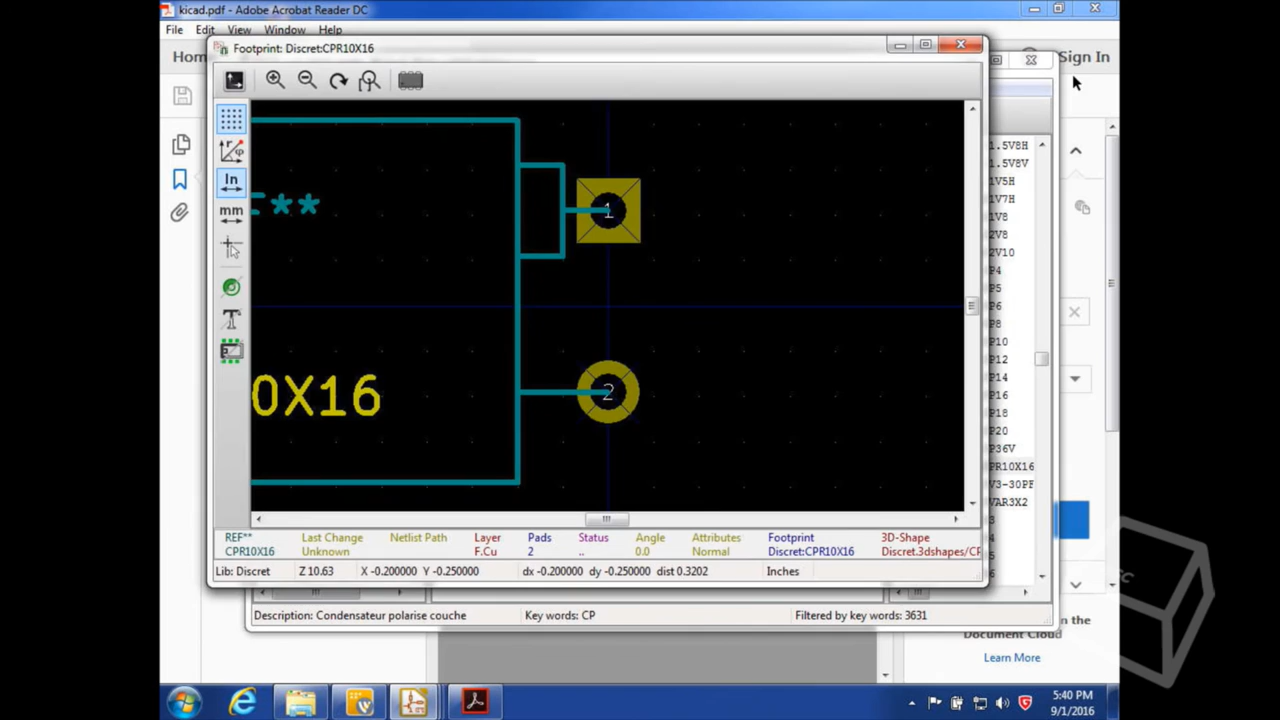 kicad.pdf - Adobe Acrobat Reader DC
File Edit View Window Help
Footprint: Discret:CPR10X16
Sign In
In
mm
**
1
2
0X16
1.5V8H
1.5V8V
1V5H
1V7H
1V8
2V8
2V10
P4
P5
P6
P8
P10
P12
P14
P16
P18
P20
P36V
PR10X16
V3-30PF
VAR3X2
REF** Last Change Netlist Path Layer Pads Status Angle Attributes Footprint 3D-Shape
CPR10X16 Unknown F.Cu 2 .. 0.0 Normal Discret:CPR10X16 Discret.3dshapes/CP
Lib: Discret Z 10.63 X -0.200000 Y -0.250000 dx -0.200000 dy -0.250000 dist 0.3202 Inches
Description: Condensateur polarise couche Key words: CP Filtered by key words: 3631
n the
Document Cloud
Learn More
5:40 PM
9/1/2016